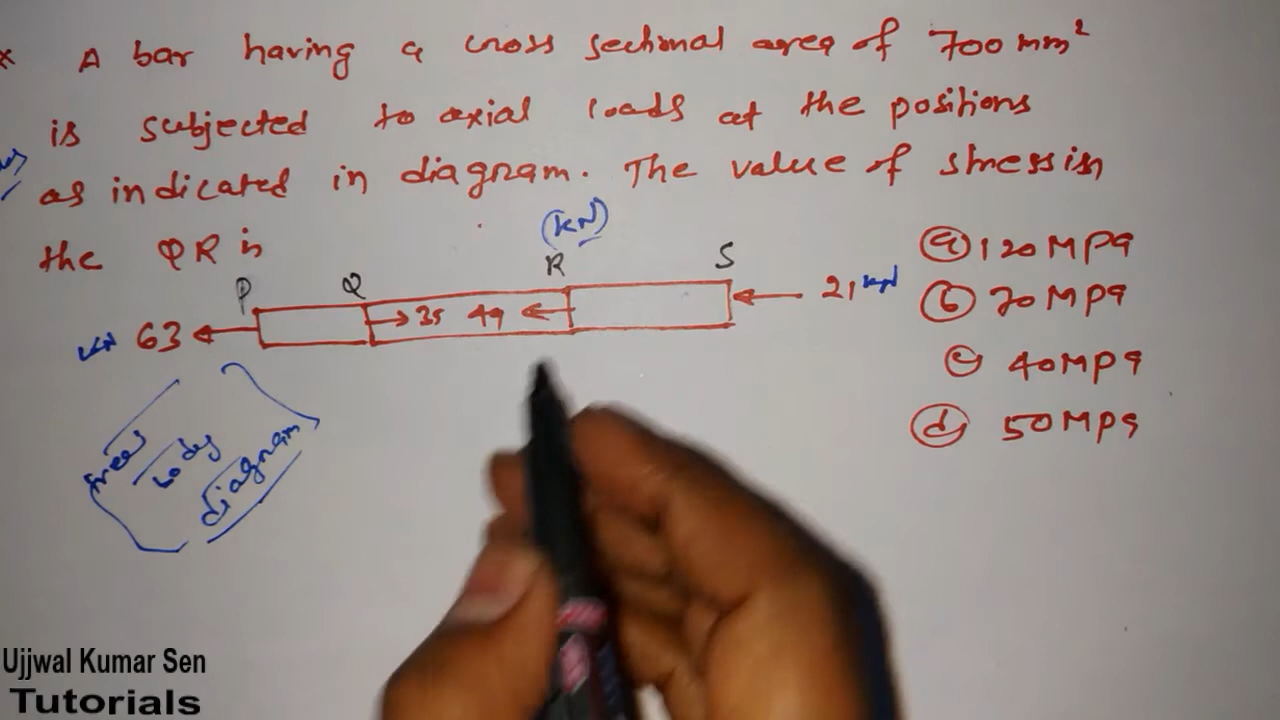 A bar having a cross sectional area of 700 mm²
is subjected to axial loads at the positions
as indicated in diagram. The value of stress in
the QR is
(kN)
P Q R S
kN 63 35 49 21 kN
(a) 120 MPa
(b) 70 MPa
(c) 40 MPa
(d) 50 MPa
free
body
diagram
Ujjwal Kumar Sen
Tutorials